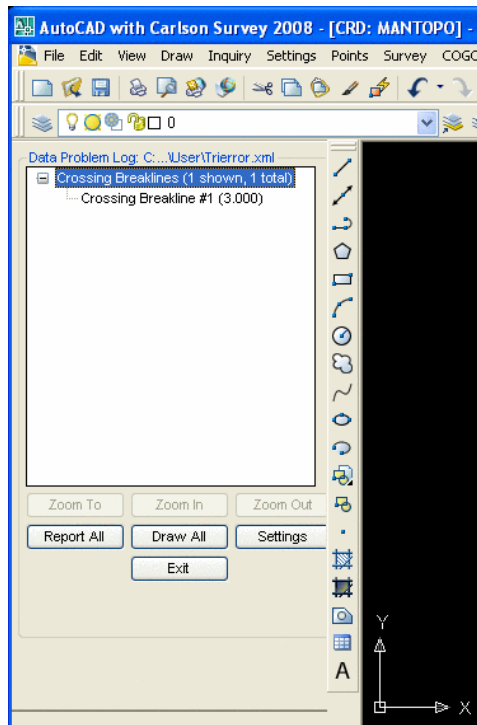 AutoCAD with Carlson Survey 2008 - [CRD: MANTOPO] -
File Edit View Draw Inquiry Settings Points Survey COGO
0
Data Problem Log: C:...\User\Trierror.xml
Crossing Breaklines (1 shown, 1 total)
Crossing Breakline #1 (3.000)
Zoom To Zoom In Zoom Out
Report All Draw All Settings
Exit
A
Y
X